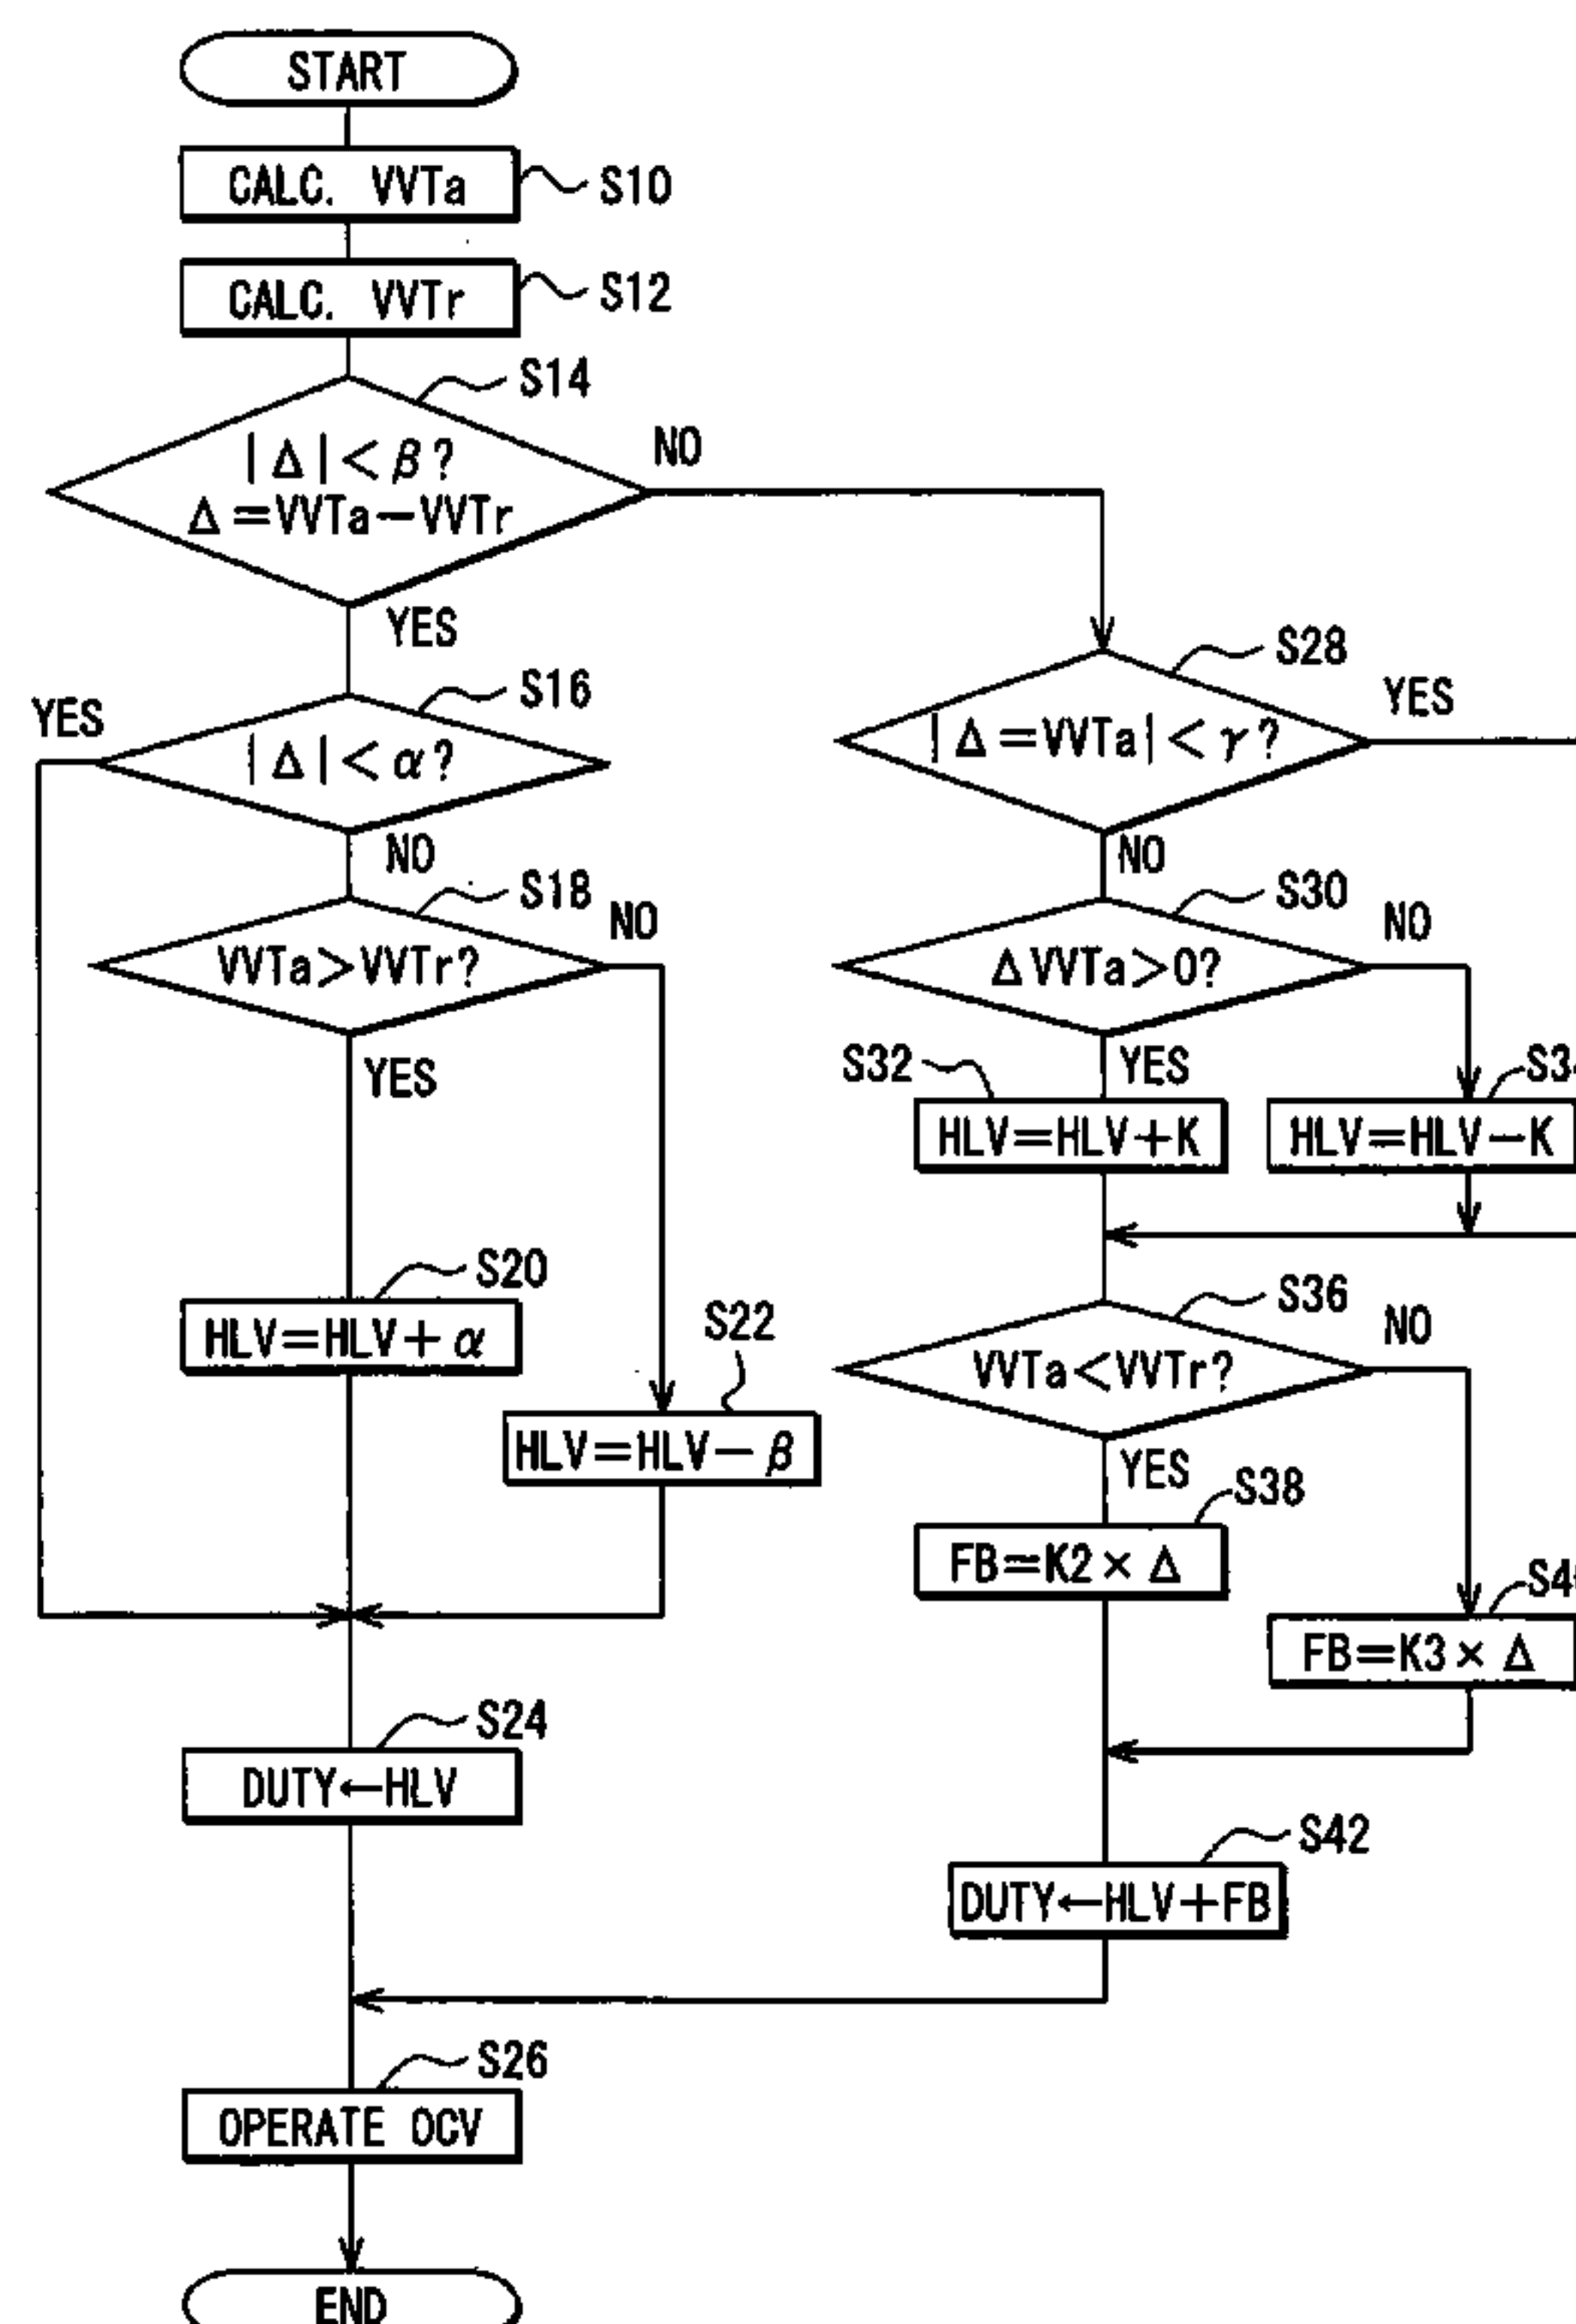 START
CALC. VVTa
S10
CALC. VVTr
S12
S14
|Δ|<β?
Δ=VVTa-VVTr
NO
YES
S16
YES
|Δ|<α?
NO
S18
VVTa>VVTr?
NO
YES
S20
HLV=HLV+α
S22
HLV=HLV-β
S24
DUTY←HLV
S28
|Δ=VVTa|<γ?
YES
NO
S30
ΔVVTa>0?
NO
YES
S32
HLV=HLV+K
HLV=HLV-K
S36
VVTa<VVTr?
NO
YES
S38
FB=K2×Δ
FB=K3×Δ
S42
DUTY←HLV+FB
S26
OPERATE OCV
END